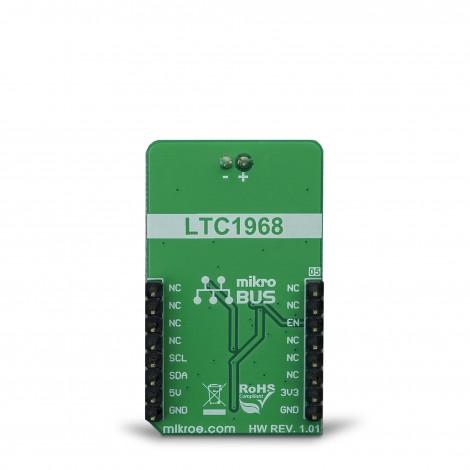 - +
LTC1968
mikro
BUS
05
NC NC
NC NC
NC EN
NC NC
SCL NC
SDA NC
5V 3V3
GND GND
RoHS
Compliant
mikroe.com HW REV. 1.01